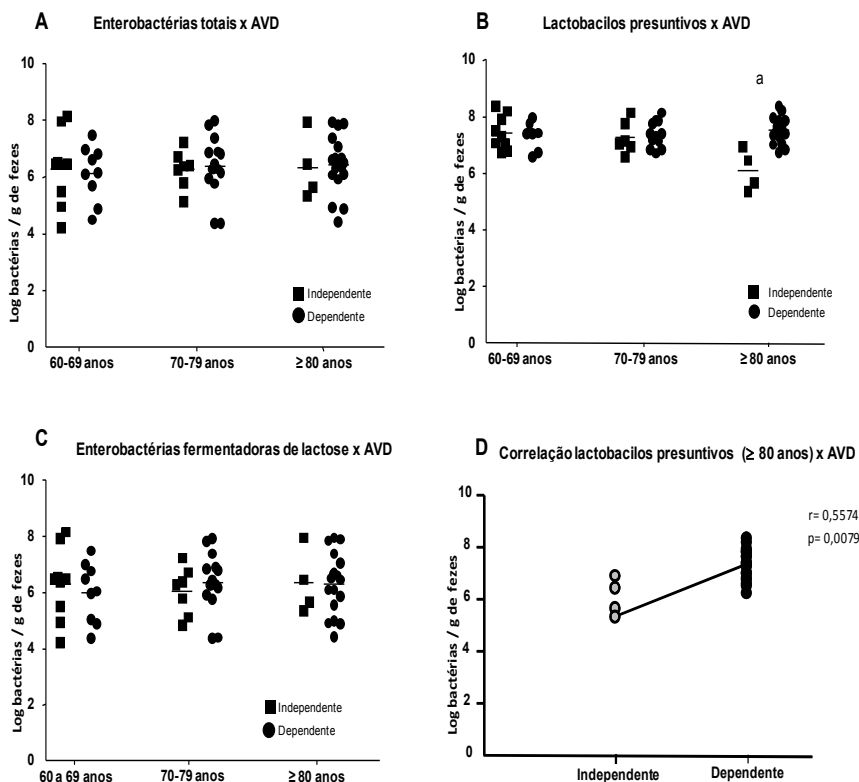 A
Enterobactérias totais x AVD
Log bactérias / g de fezes
10
8
6
4
2
0
Independente
Dependente
60-69 anos
70-79 anos
≥ 80 anos
B
Lactobacilos presuntivos x AVD
Log bactérias / g de fezes
10
8
6
4
2
0
a
Independente
Dependente
60-69 anos
70-79 anos
≥ 80 anos
C
Enterobactérias fermentadoras de lactose x AVD
Log bactérias / g de fezes
10
8
6
4
2
0
Independente
Dependente
60 a 69 anos
70-79 anos
≥ 80 anos
D
Correlação lactobacilos presuntivos (≥ 80 anos) x AVD
Log bactérias / g de fezes
10
8
6
4
2
0
r= 0,5574
p= 0,0079
Independente
Dependente